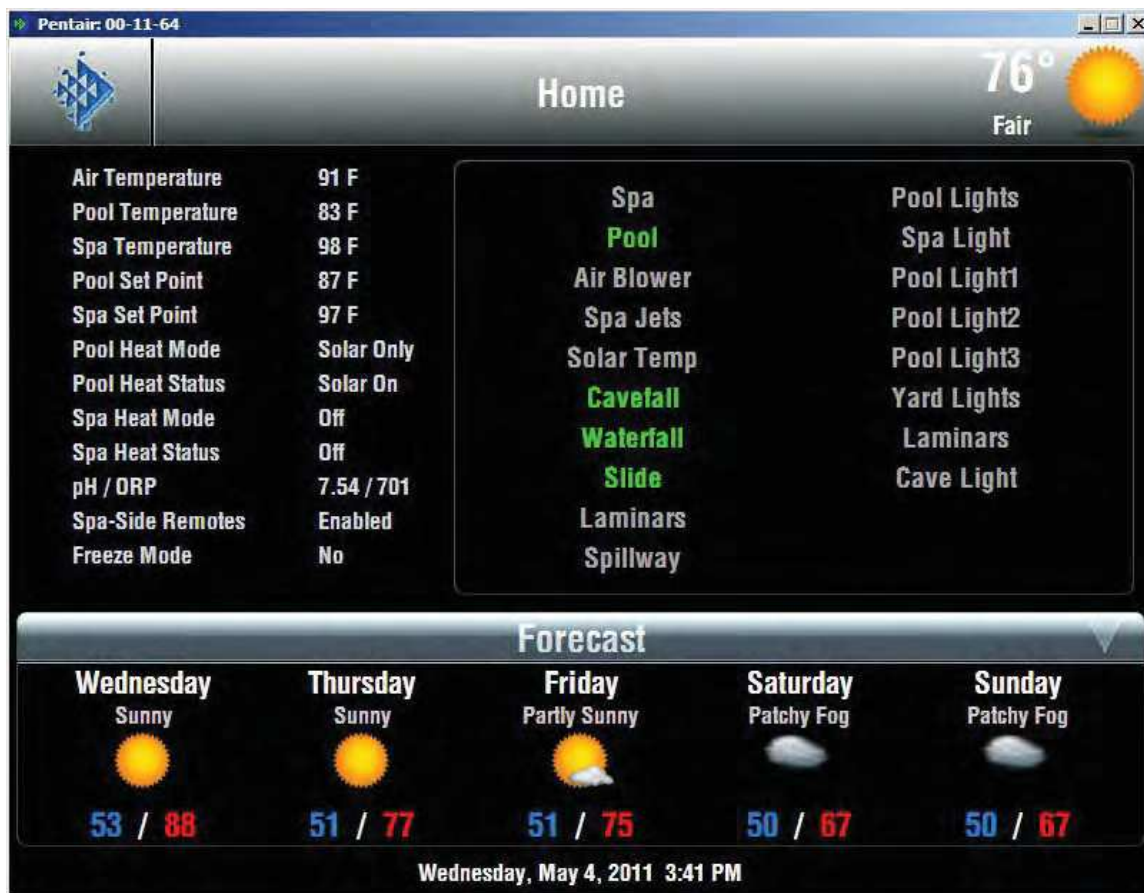 Pentair: 00-11-64
Home
76°
Fair
Air Temperature 91 F
Pool Temperature 83 F
Spa Temperature 98 F
Pool Set Point 87 F
Spa Set Point 97 F
Pool Heat Mode Solar Only
Pool Heat Status Solar On
Spa Heat Mode Off
Spa Heat Status Off
pH / ORP 7.54 / 701
Spa-Side Remotes Enabled
Freeze Mode No
Spa Pool Lights
Pool Spa Light
Air Blower Pool Light1
Spa Jets Pool Light2
Solar Temp Pool Light3
Cavefall Yard Lights
Waterfall Laminars
Slide Cave Light
Laminars
Spillway
Forecast
Wednesday Thursday Friday Saturday Sunday
Sunny Sunny Partly Sunny Patchy Fog Patchy Fog
53 / 88 51 / 77 51 / 75 50 / 67 50 / 67
Wednesday, May 4, 2011 3:41 PM